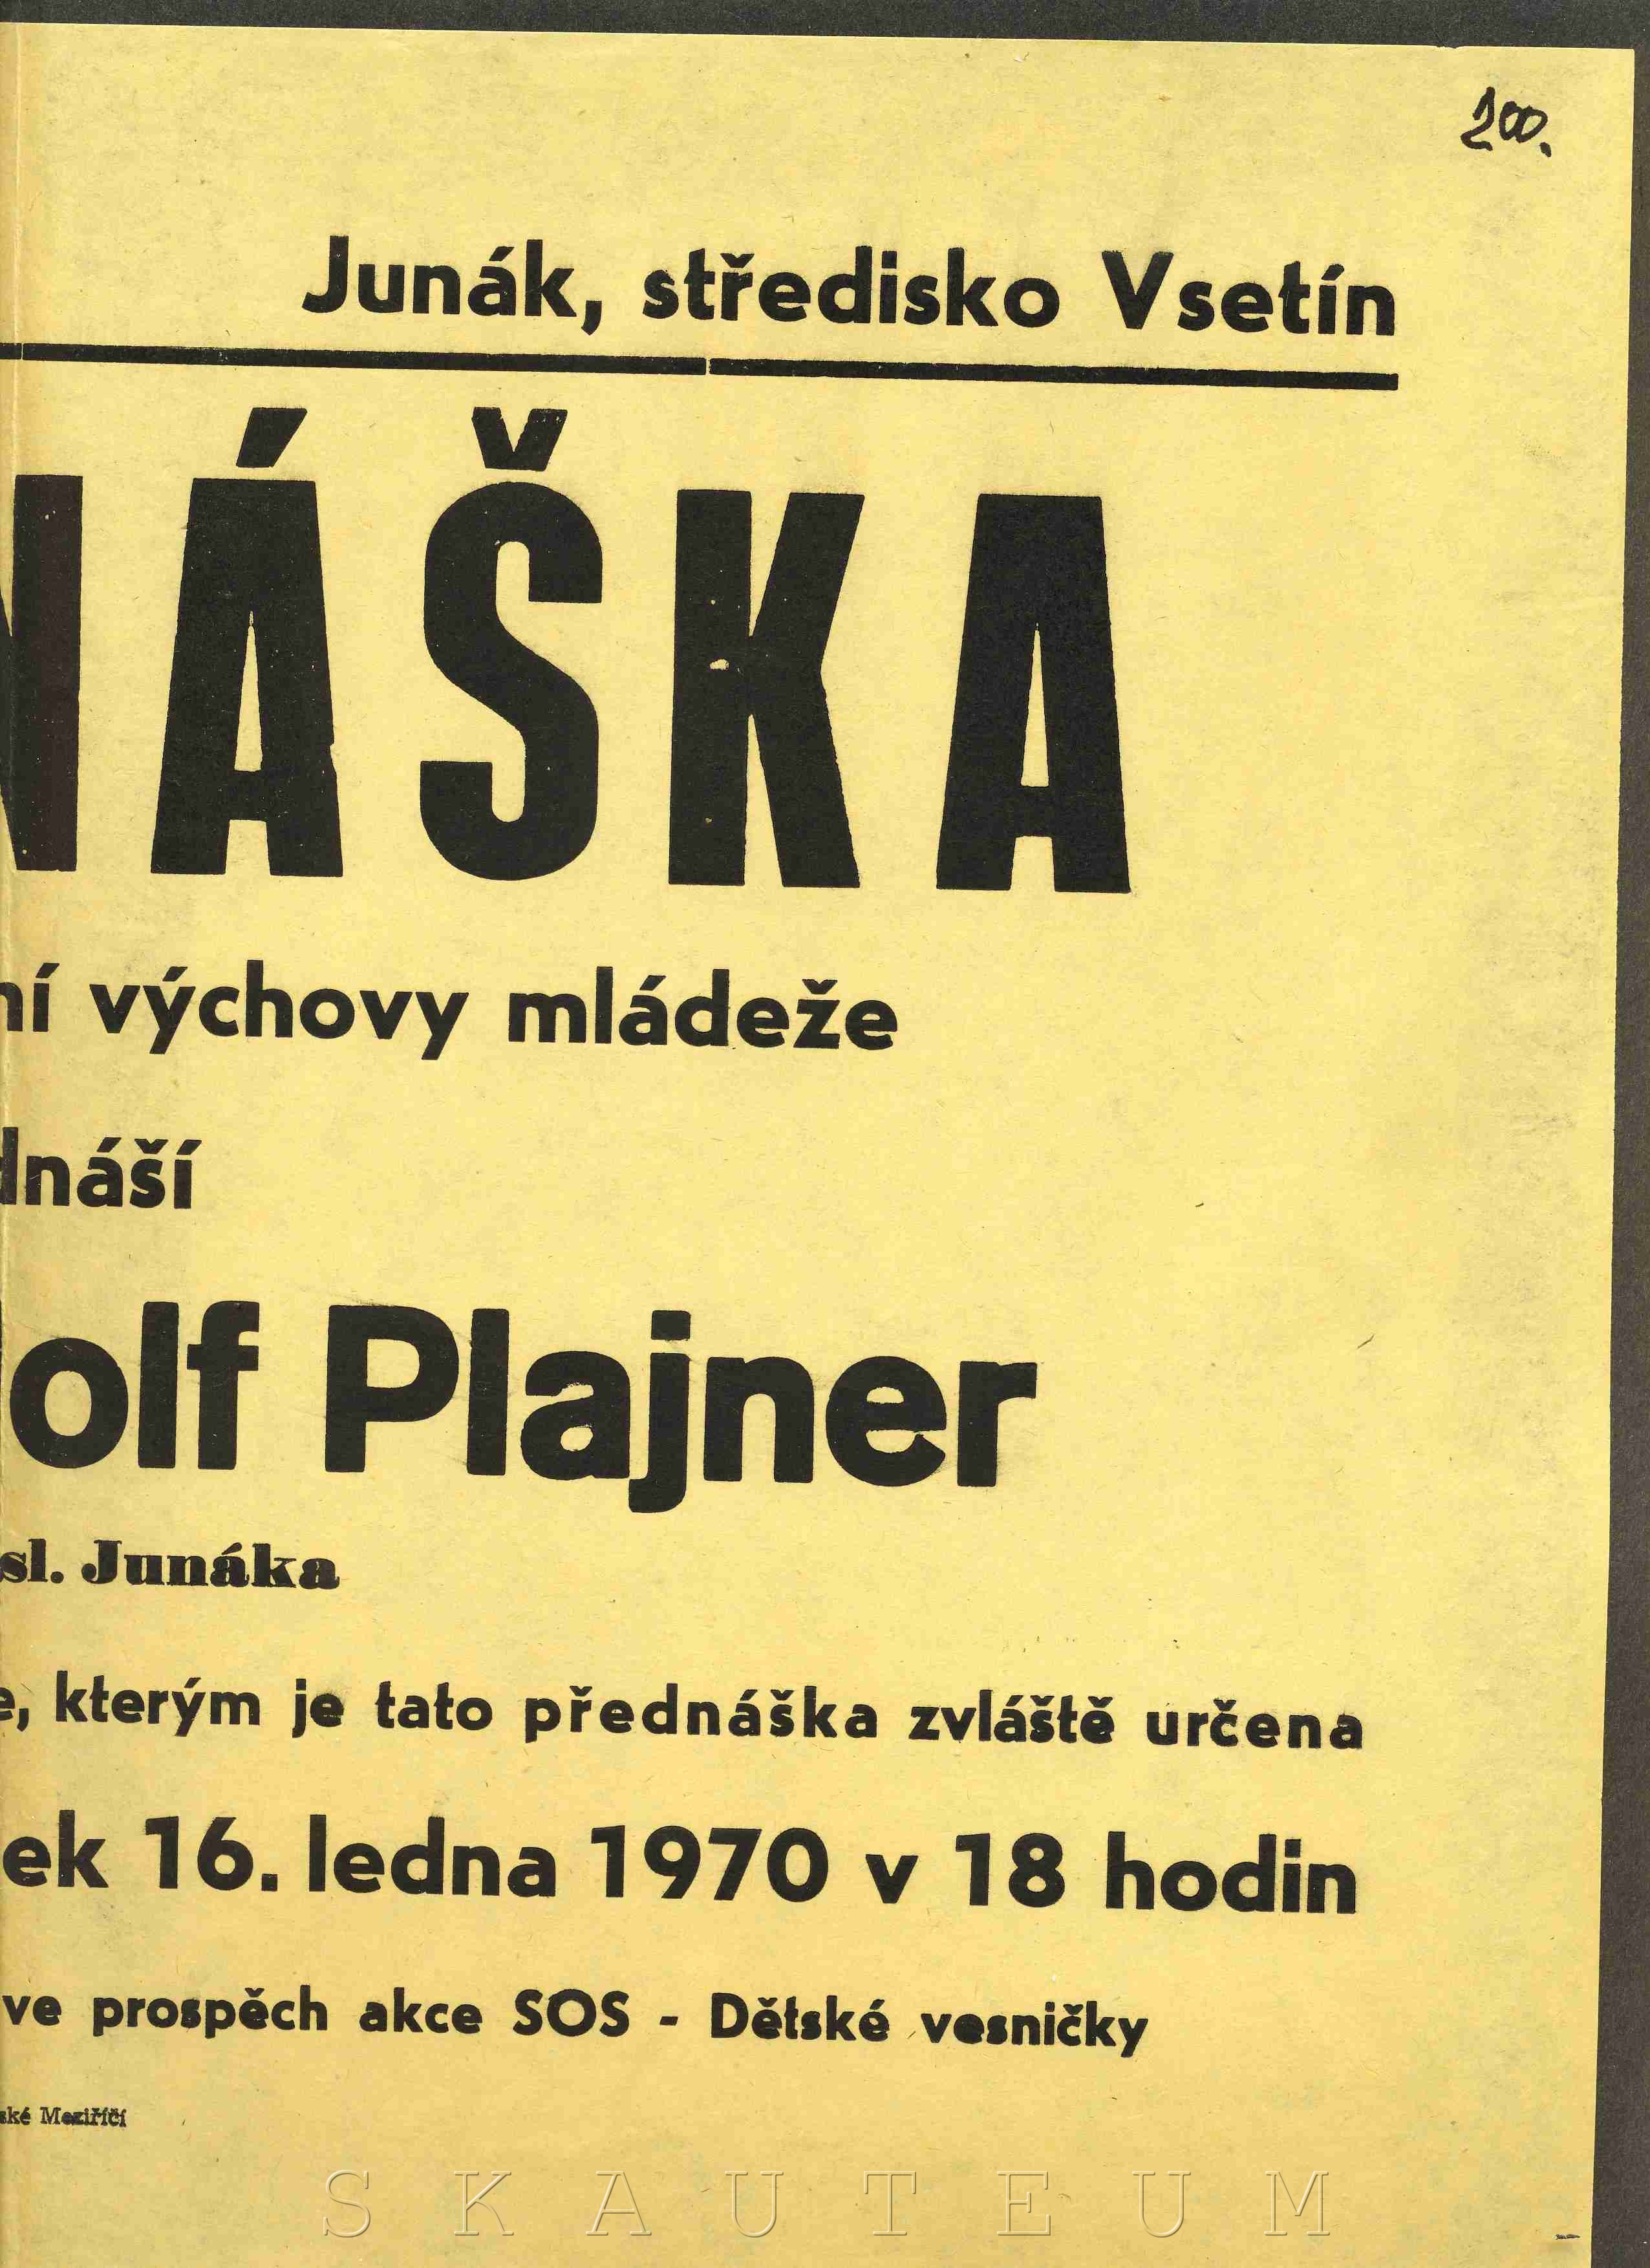 200.
Junák, středisko Vsetín
NÁŠKA
ní výchovy mládeže
dnáší
olf Plajner
sl. Junáka
e, kterým je tato přednáška zvláště určena
ek 16. ledna 1970 v 18 hodin
ve prospěch akce SOS - Dětské vesničky
ské Meziříčí
SKAUTEUM